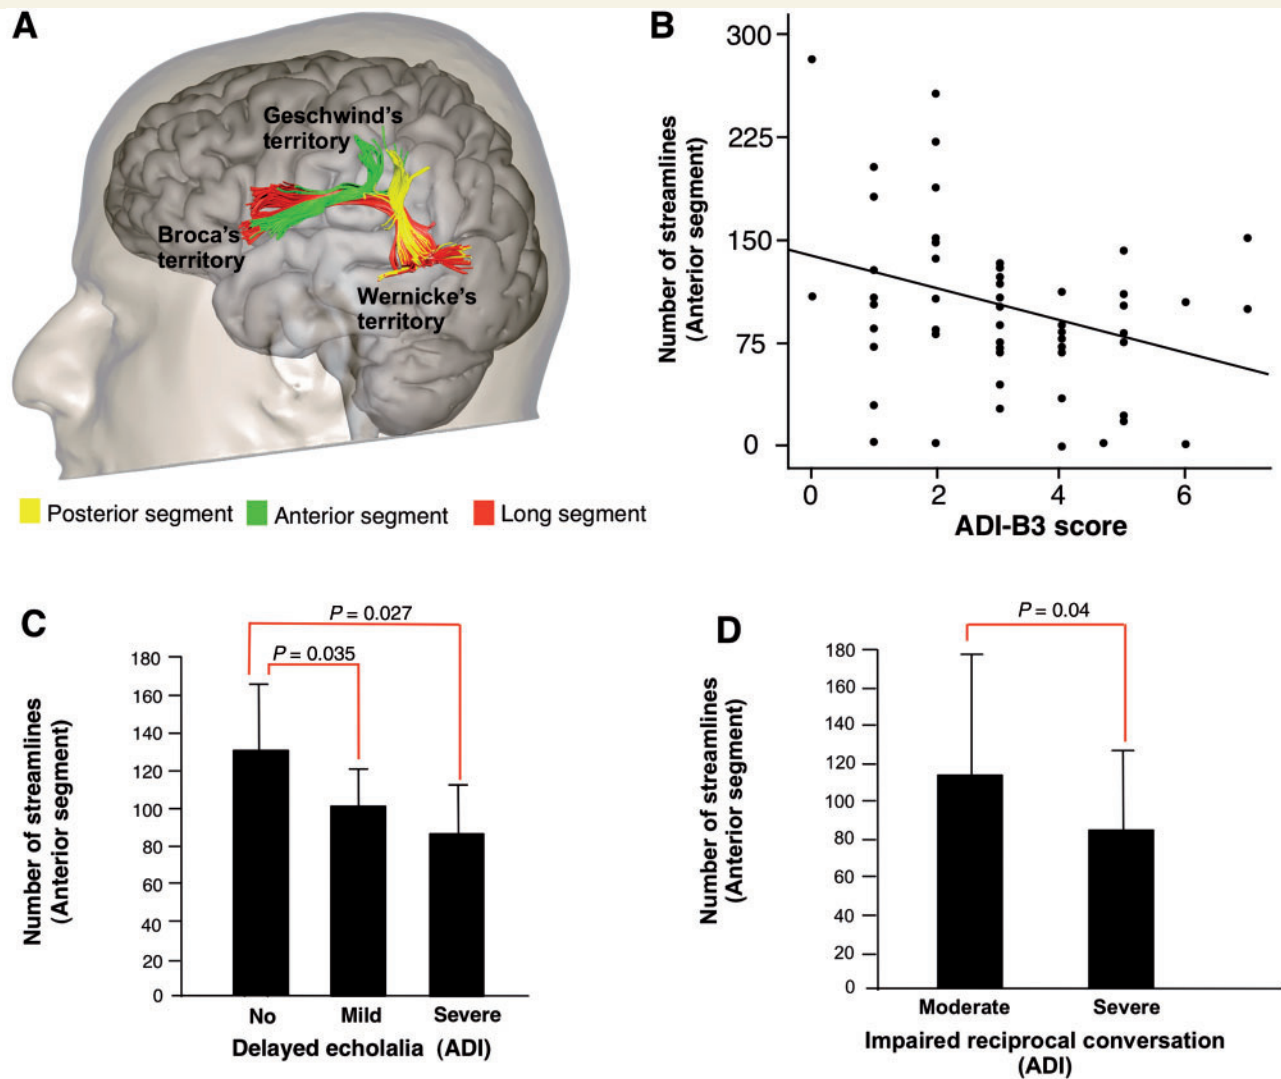 A
Geschwind's
territory
Broca's
territory
Wernicke's
territory
Posterior segment Anterior segment Long segment
B
Number of streamlines
(Anterior segment)
300
225
150
75
0
0 2 4 6
ADI-B3 score
C
P = 0.027
P = 0.035
Number of streamlines
(Anterior segment)
180
160
140
120
100
80
60
40
20
0
No Mild Severe
Delayed echolalia (ADI)
D
P = 0.04
Number of streamlines
(Anterior segment)
180
160
140
120
100
80
60
40
20
0
Moderate Severe
Impaired reciprocal conversation
(ADI)